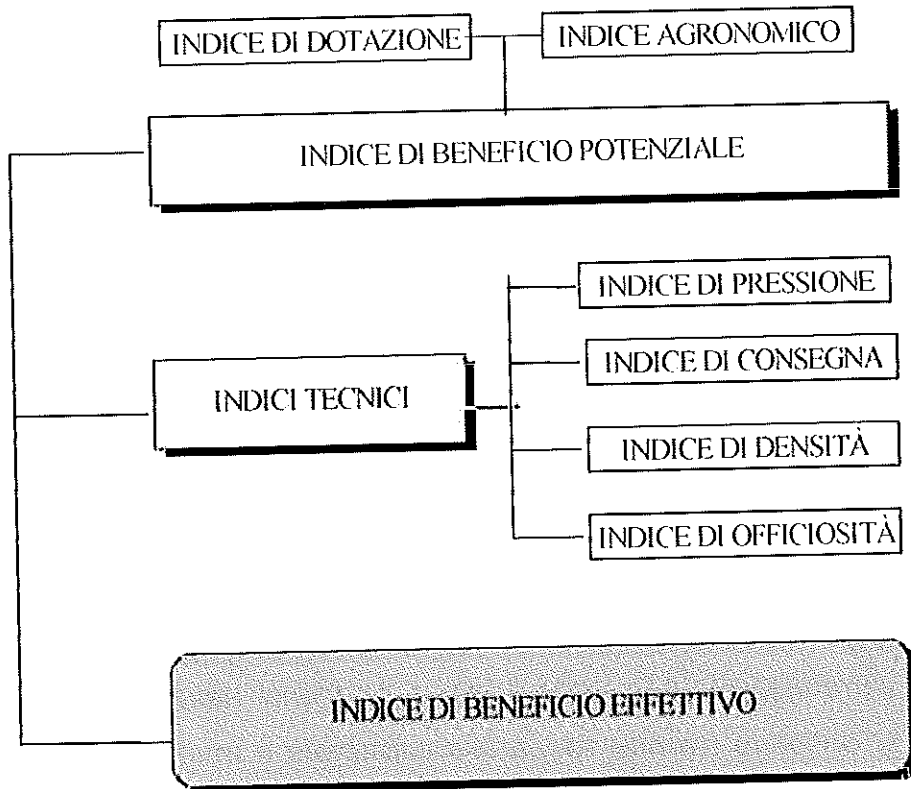 INDICE DI DOTAZIONE
INDICE AGRONOMICO
INDICE DI BENEFICIO POTENZIALE
INDICI TECNICI
INDICE DI PRESSIONE
INDICE DI CONSEGNA
INDICE DI DENSITÀ
INDICE DI OFFICIOSITÀ
INDICE DI BENEFICIO EFFETTIVO